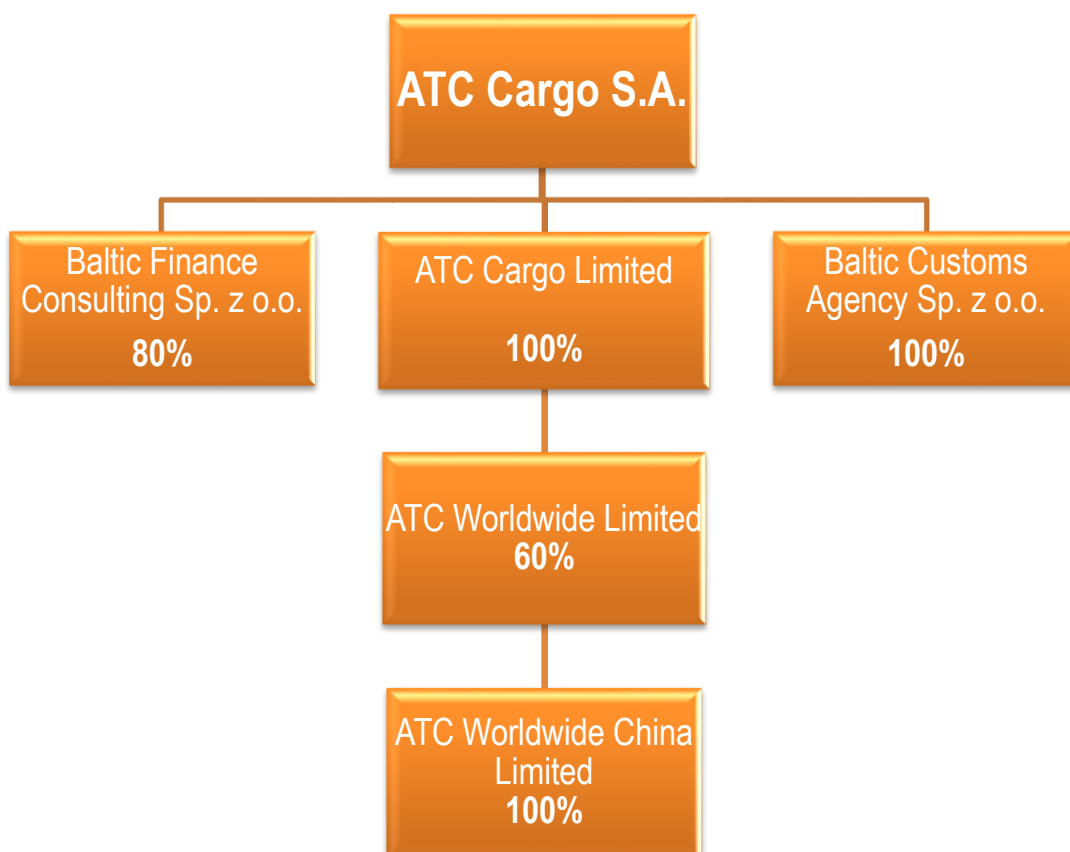 ATC Cargo S.A.
Baltic Finance
Consulting Sp. z o.o.
80%
ATC Cargo Limited
100%
Baltic Customs
Agency Sp. z o.o.
100%
ATC Worldwide Limited
60%
ATC Worldwide China
Limited
100%